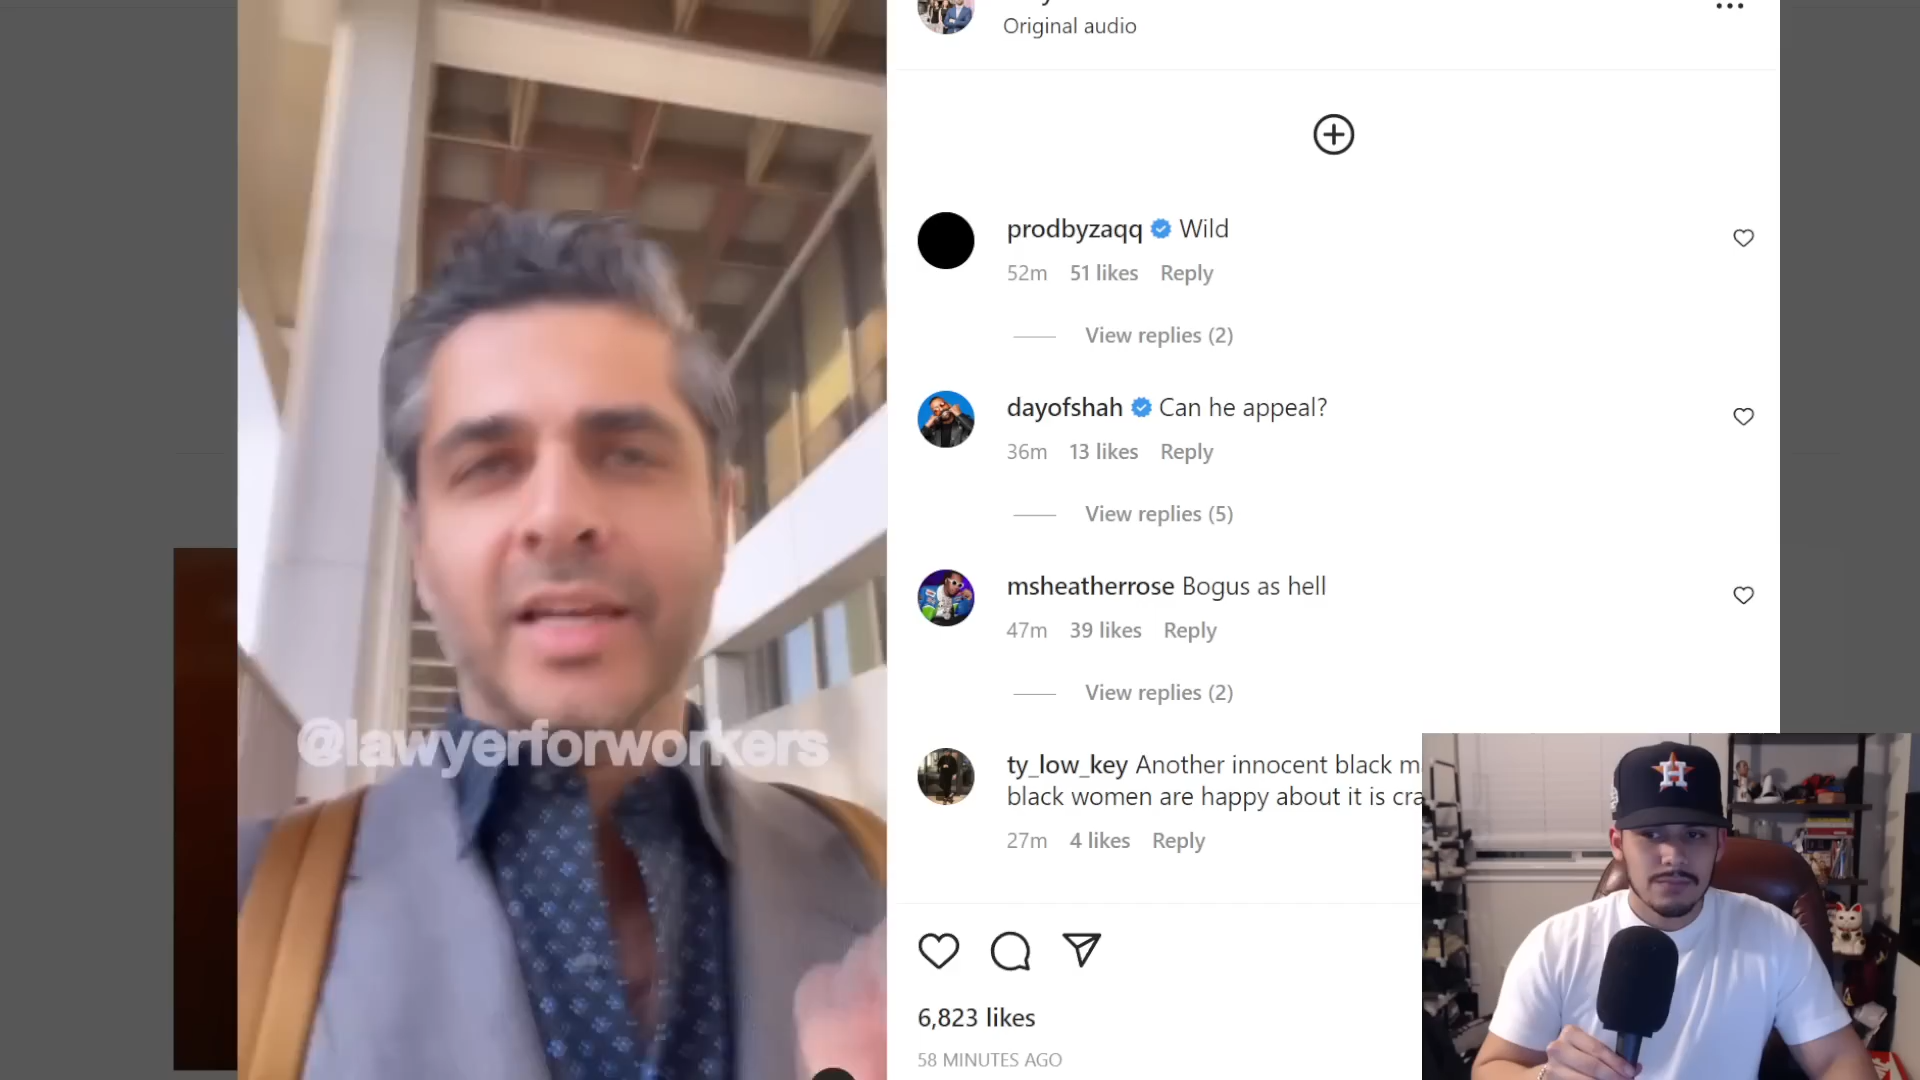 Original audio
prodbyzaqq Wild
52m 51 likes Reply
View replies (2)
dayofshah Can he appeal?
36m 13 likes Reply
View replies (5)
msheatherrose Bogus as hell
47m 39 likes Reply
View replies (2)
ty_low_key Another innocent black
black women are happy about it is
27m 4 likes Reply
@lawyerforworkers
6,823 likes
58 MINUTES AGO
H